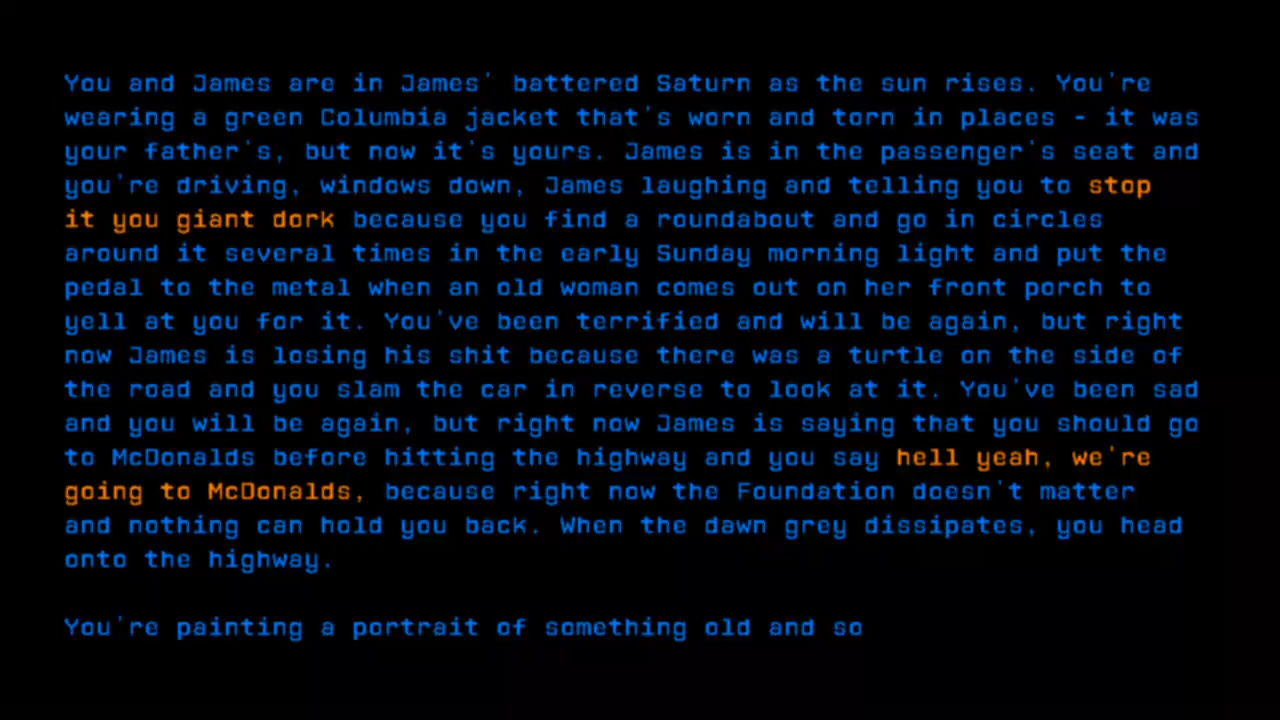 You and James are in James' battered Saturn as the sun rises. You're
wearing a green Columbia jacket that's worn and torn in places - it was
your father's, but now it's yours. James is in the passenger's seat and
you're driving, windows down, James laughing and telling you to stop
it you giant dork because you find a roundabout and go in circles
around it several times in the early Sunday morning light and put the
pedal to the metal when an old woman comes out on her front porch to
yell at you for it. You've been terrified and will be again, but right
now James is losing his shit because there was a turtle on the side of
the road and you slam the car in reverse to look at it. You've been sad
and you will be again, but right now James is saying that you should go
to McDonalds before hitting the highway and you say hell yeah, we're
going to McDonalds, because right now the Foundation doesn't matter
and nothing can hold you back. When the dawn grey dissipates, you head
onto the highway.
You're painting a portrait of something old and so